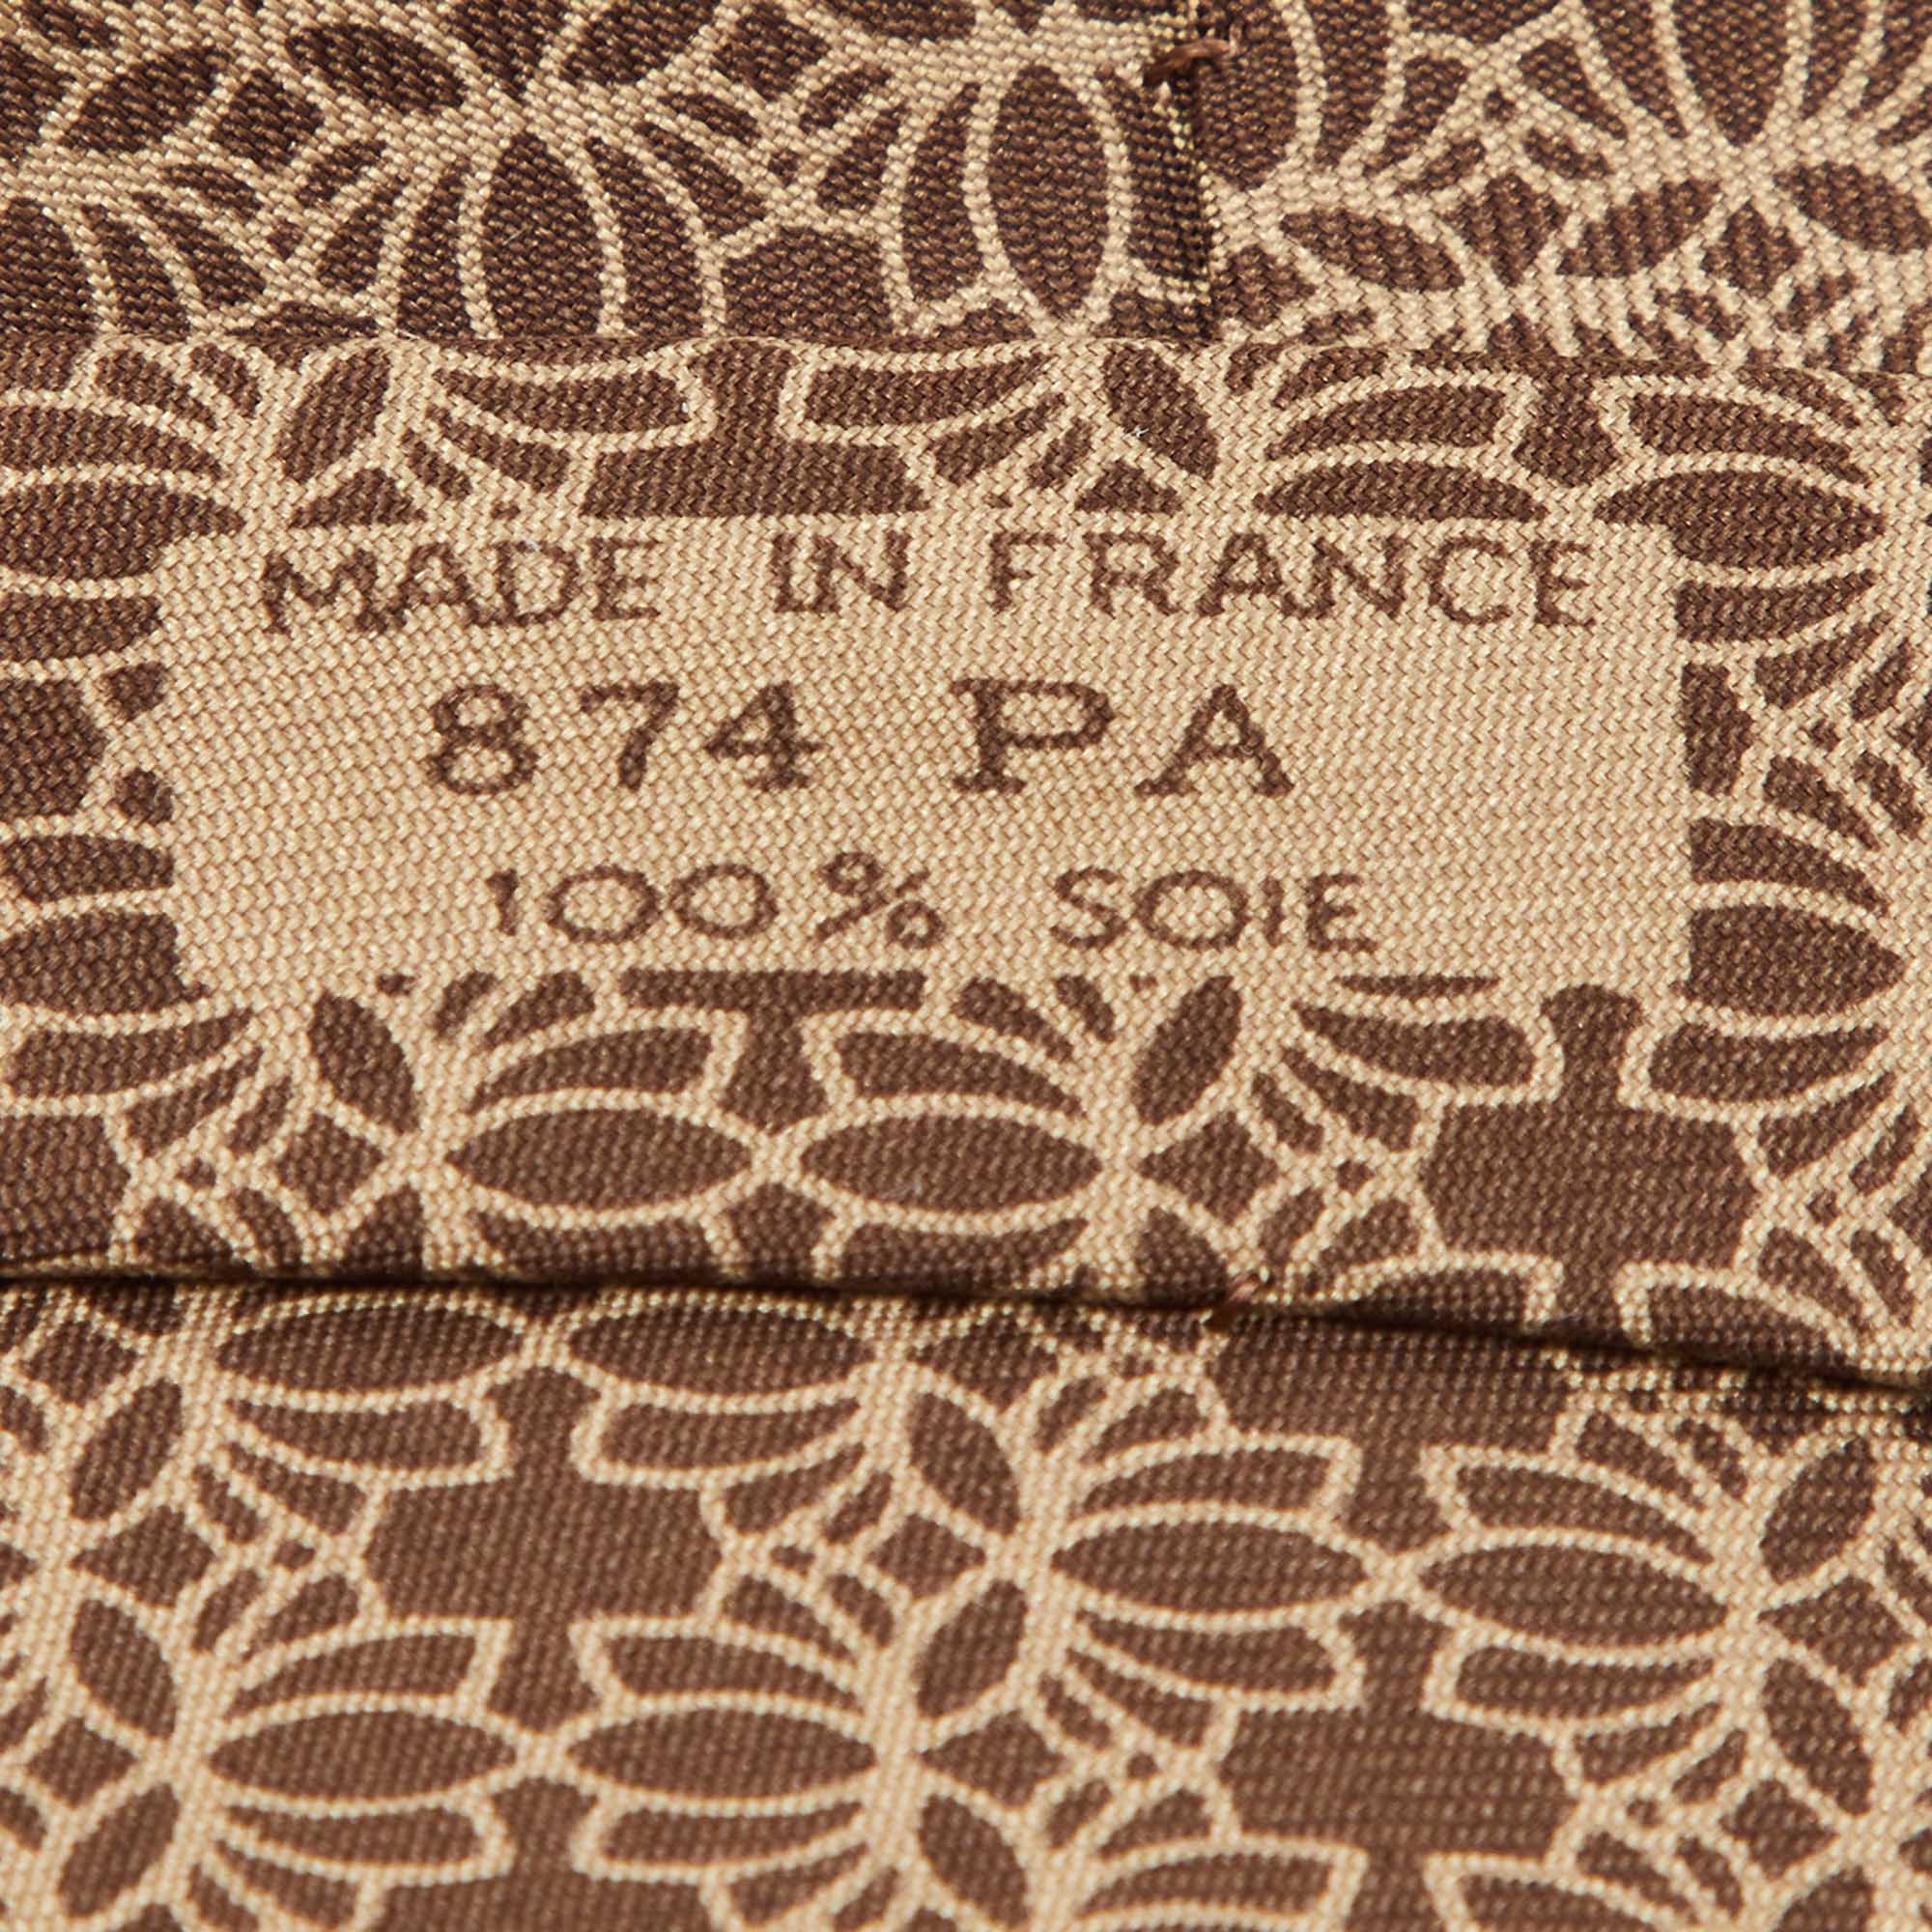 MADE IN FRANCE
874 PA
100% SOIE